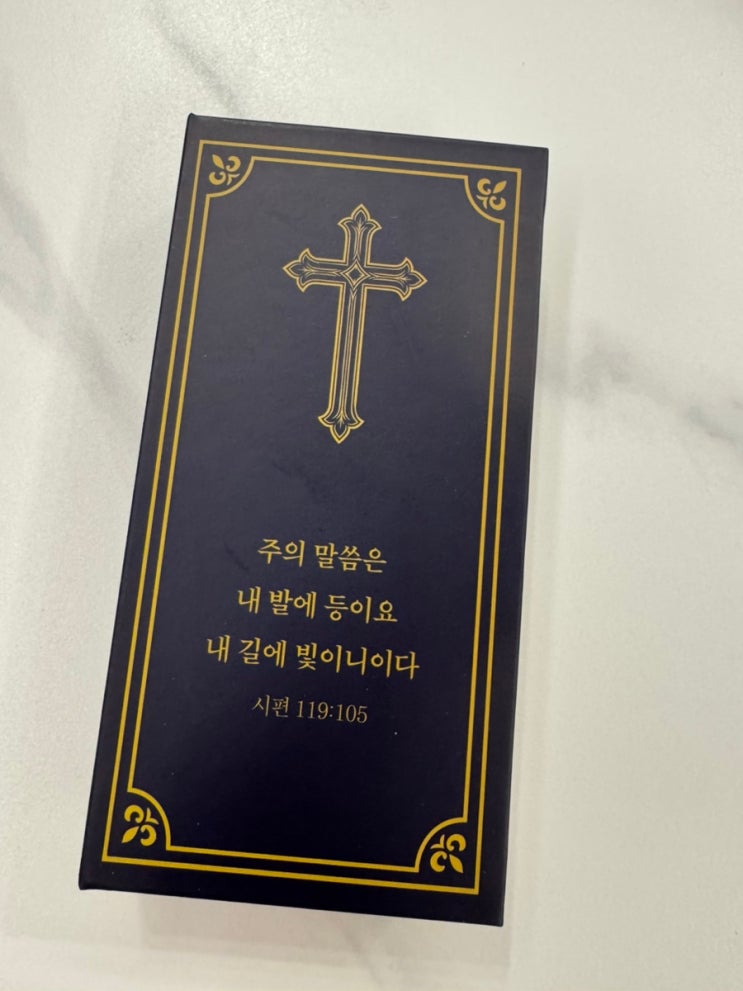 주의 말씀은
내 발에 등이요
내 길에 빛이니이다
시편 119:105